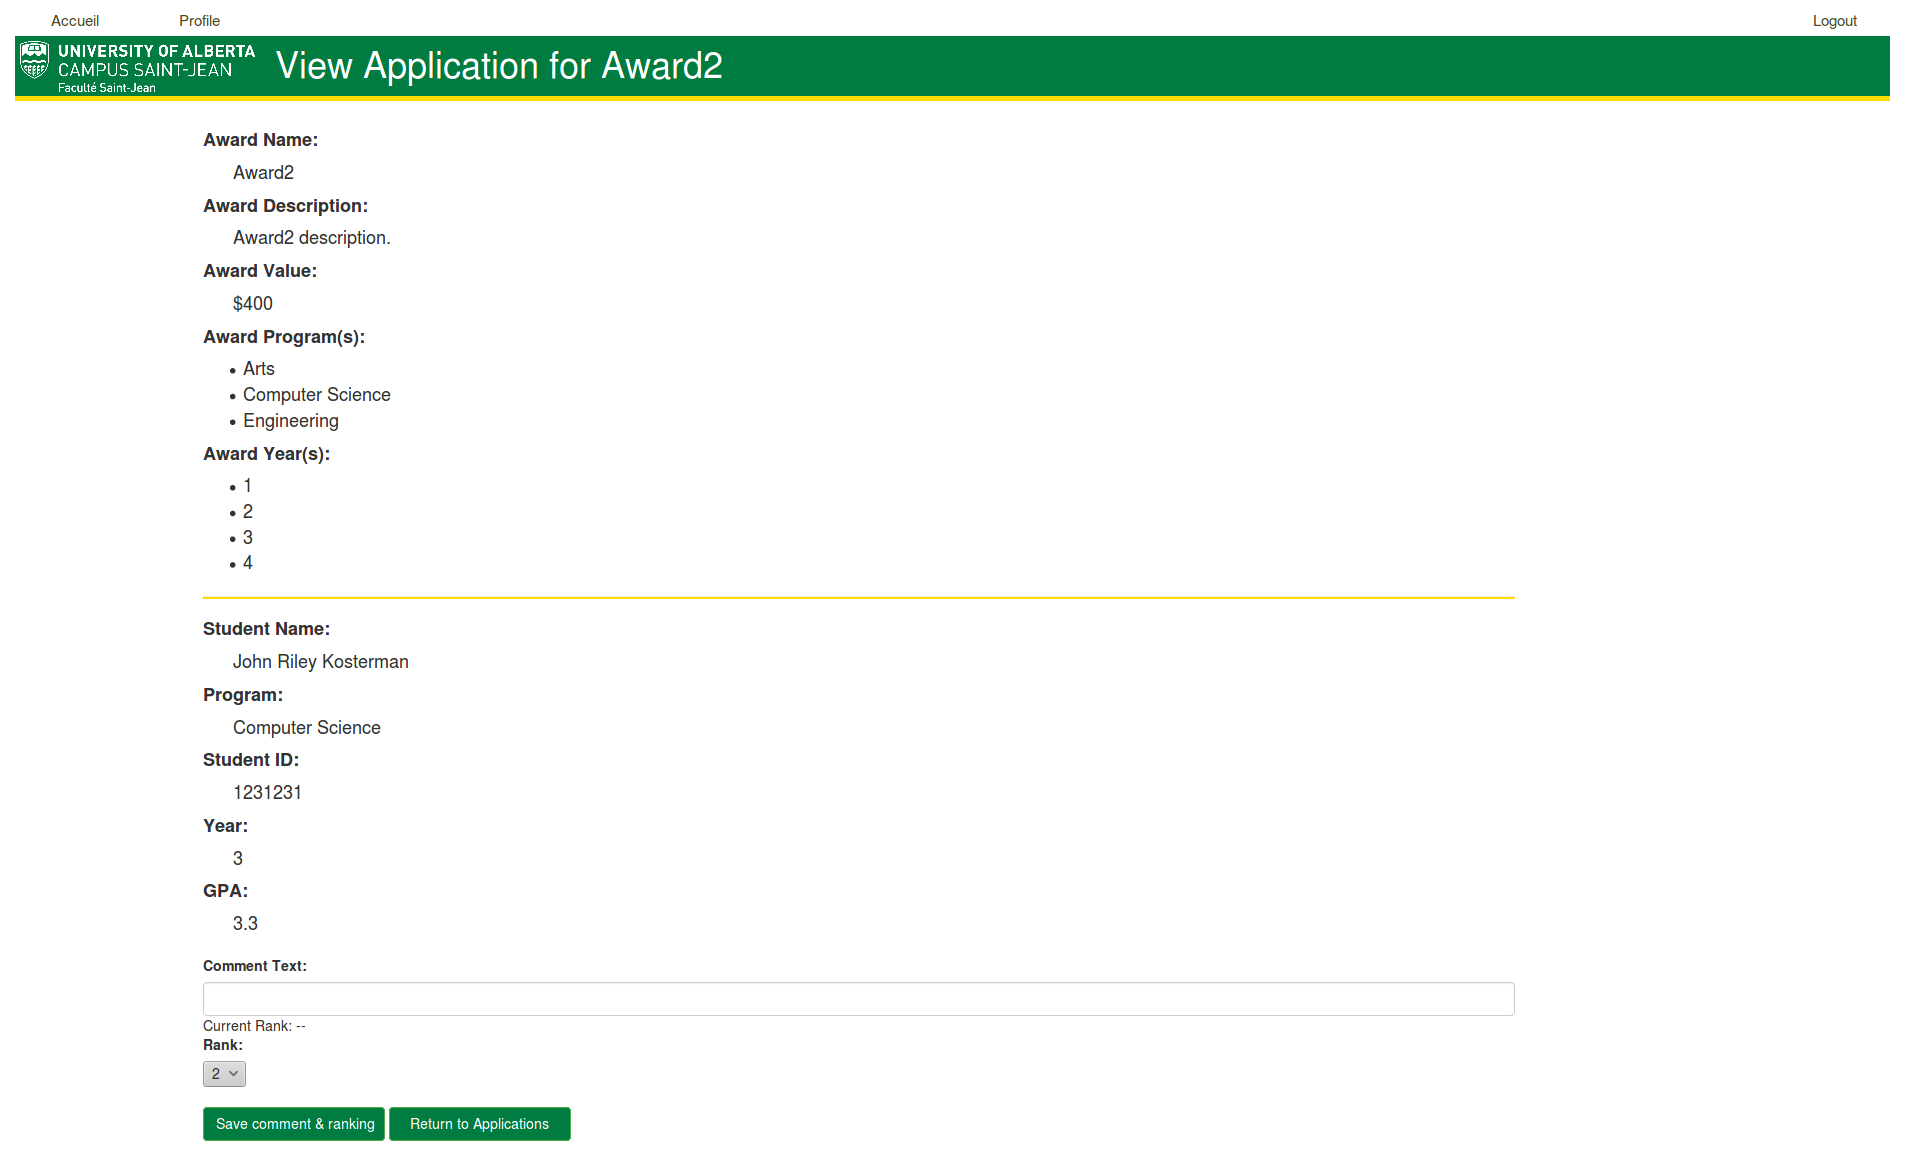 Accueil Profile Logout
UNIVERSITY OF ALBERTA
CAMPUS SAINT-JEAN
Faculté Saint-Jean
View Application for Award2
Award Name:
Award2
Award Description:
Award2 description.
Award Value:
$400
Award Program(s):
• Arts
• Computer Science
• Engineering
Award Year(s):
• 1
• 2
• 3
• 4
Student Name:
John Riley Kosterman
Program:
Computer Science
Student ID:
1231231
Year:
3
GPA:
3.3
Comment Text:
Current Rank: --
Rank:
2
Save comment & ranking Return to Applications